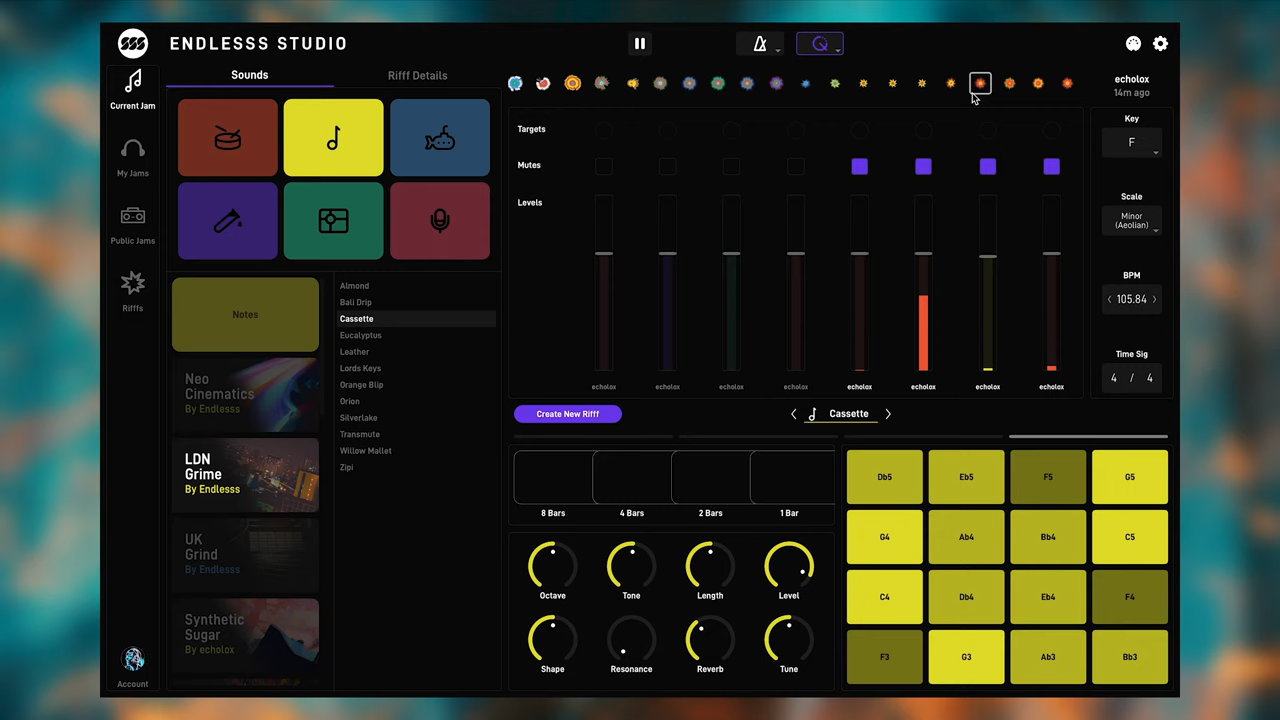 ENDLESSS STUDIO
Current Jam
My Jams
Public Jams
Rifffs
Account
Sounds
Rifff Details
Notes
Neo
Cinematics
By Endlesss
LDN
Grime
By Endlesss
UK
Grind
By Endlesss
Synthetic
Sugar
By echolox
Almond
Bali Drip
Cassette
Eucalyptus
Leather
Lords Keys
Orange Blip
Orion
Silverlake
Transmute
Willow Mallet
Zipi
echolox
14m ago
Targets
Mutes
Levels
echolox echolox echolox echolox echolox echolox echolox echolox
Key
F
Scale
Minor
(Aeolian)
BPM
105.84
Time Sig
4 / 4
Create New Rifff
Cassette
8 Bars 4 Bars 2 Bars 1 Bar
Octave Tone Length Level
Shape Resonance Reverb Tune
Db5 Eb5 F5 G5
G4 Ab4 Bb4 C5
C4 Db4 Eb4 F4
F3 G3 Ab3 Bb3